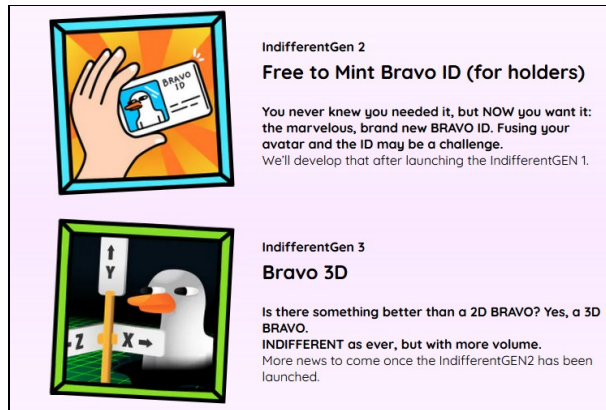 BRAVO
ID
IndifferentGen 2
Free to Mint Bravo ID (for holders)
You never knew you needed it, but NOW you want it:
the marvelous, brand new BRAVO ID. Fusing your
avatar and the ID may be a challenge.
We'll develop that after launching the IndifferentGEN 1.
Y
Z
X
IndifferentGen 3
Bravo 3D
Is there something better than a 2D BRAVO? Yes, a 3D
BRAVO.
INDIFFERENT as ever, but with more volume.
More news to come once the IndifferentGEN2 has been
launched.